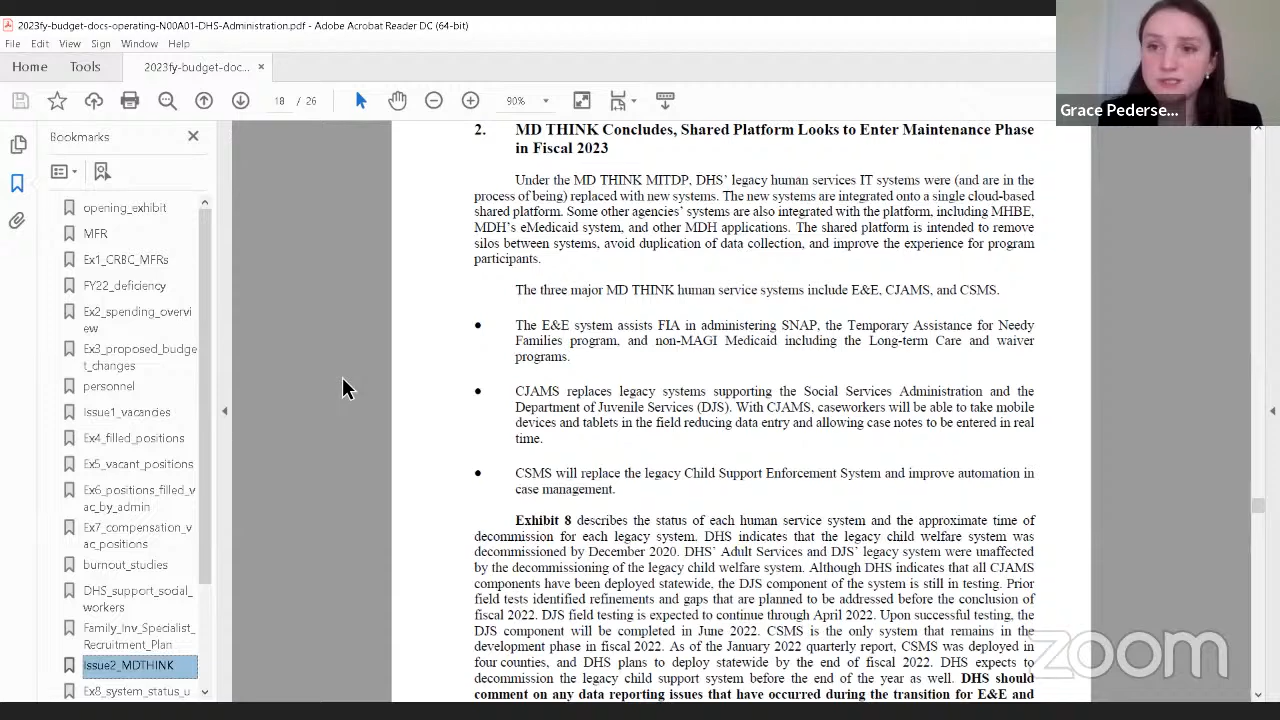 2023fy-budget-docs-operating-N00A01-DHS-Administration.pdf - Adobe Acrobat Reader DC (64-bit)
File Edit View Sign Window Help
Home Tools 2023fy-budget-doc... ×
18 / 26 90%
Grace Pederse...
Bookmarks
opening_exhibit
MFR
Ex1_CRBC_MFRs
FY22_deficiency
Ex2_spending_overvi
ew
Ex3_proposed_budge
t_changes
personnel
Issue1_vacancies
Ex4_filled_positions
Ex5_vacant_positions
Ex6_positions_filled_v
ac_by_admin
Ex7_compensation_v
ac_positions
burnout_studies
DHS_support_social_
workers
Family_Inv_Specialist_
Recruitment_Plan
Issue2_MDTHINK
Ex8_system_status_u
2. MD THINK Concludes, Shared Platform Looks to Enter Maintenance Phase
in Fiscal 2023
Under the MD THINK MITDP, DHS' legacy human services IT systems were (and are in the
process of being) replaced with new systems. The new systems are integrated onto a single cloud-based
shared platform. Some other agencies' systems are also integrated with the platform, including MHBE,
MDH's eMedicaid system, and other MDH applications. The shared platform is intended to remove
silos between systems, avoid duplication of data collection, and improve the experience for program
participants.
The three major MD THINK human service systems include E&E, CJAMS, and CSMS.
● The E&E system assists FIA in administering SNAP, the Temporary Assistance for Needy
Families program, and non-MAGI Medicaid including the Long-term Care and waiver
programs.
● CJAMS replaces legacy systems supporting the Social Services Administration and the
Department of Juvenile Services (DJS). With CJAMS, caseworkers will be able to take mobile
devices and tablets in the field reducing data entry and allowing case notes to be entered in real
time.
● CSMS will replace the legacy Child Support Enforcement System and improve automation in
case management.
Exhibit 8 describes the status of each human service system and the approximate time of
decommission for each legacy system. DHS indicates that the legacy child welfare system was
decommissioned by December 2020. DHS' Adult Services and DJS' legacy system were unaffected
by the decommissioning of the legacy child welfare system. Although DHS indicates that all CJAMS
components have been deployed statewide, the DJS component of the system is still in testing. Prior
field tests identified refinements and gaps that are planned to be addressed before the conclusion of
fiscal 2022. DJS field testing is expected to continue through April 2022. Upon successful testing, the
DJS component will be completed in June 2022. CSMS is the only system that remains in the
development phase in fiscal 2022. As of the January 2022 quarterly report, CSMS was deployed in
four counties, and DHS plans to deploy statewide by the end of fiscal 2022. DHS expects to
decommission the legacy child support system before the end of the year as well. DHS should
comment on any data reporting issues that have occurred during the transition for E&E and
zoom